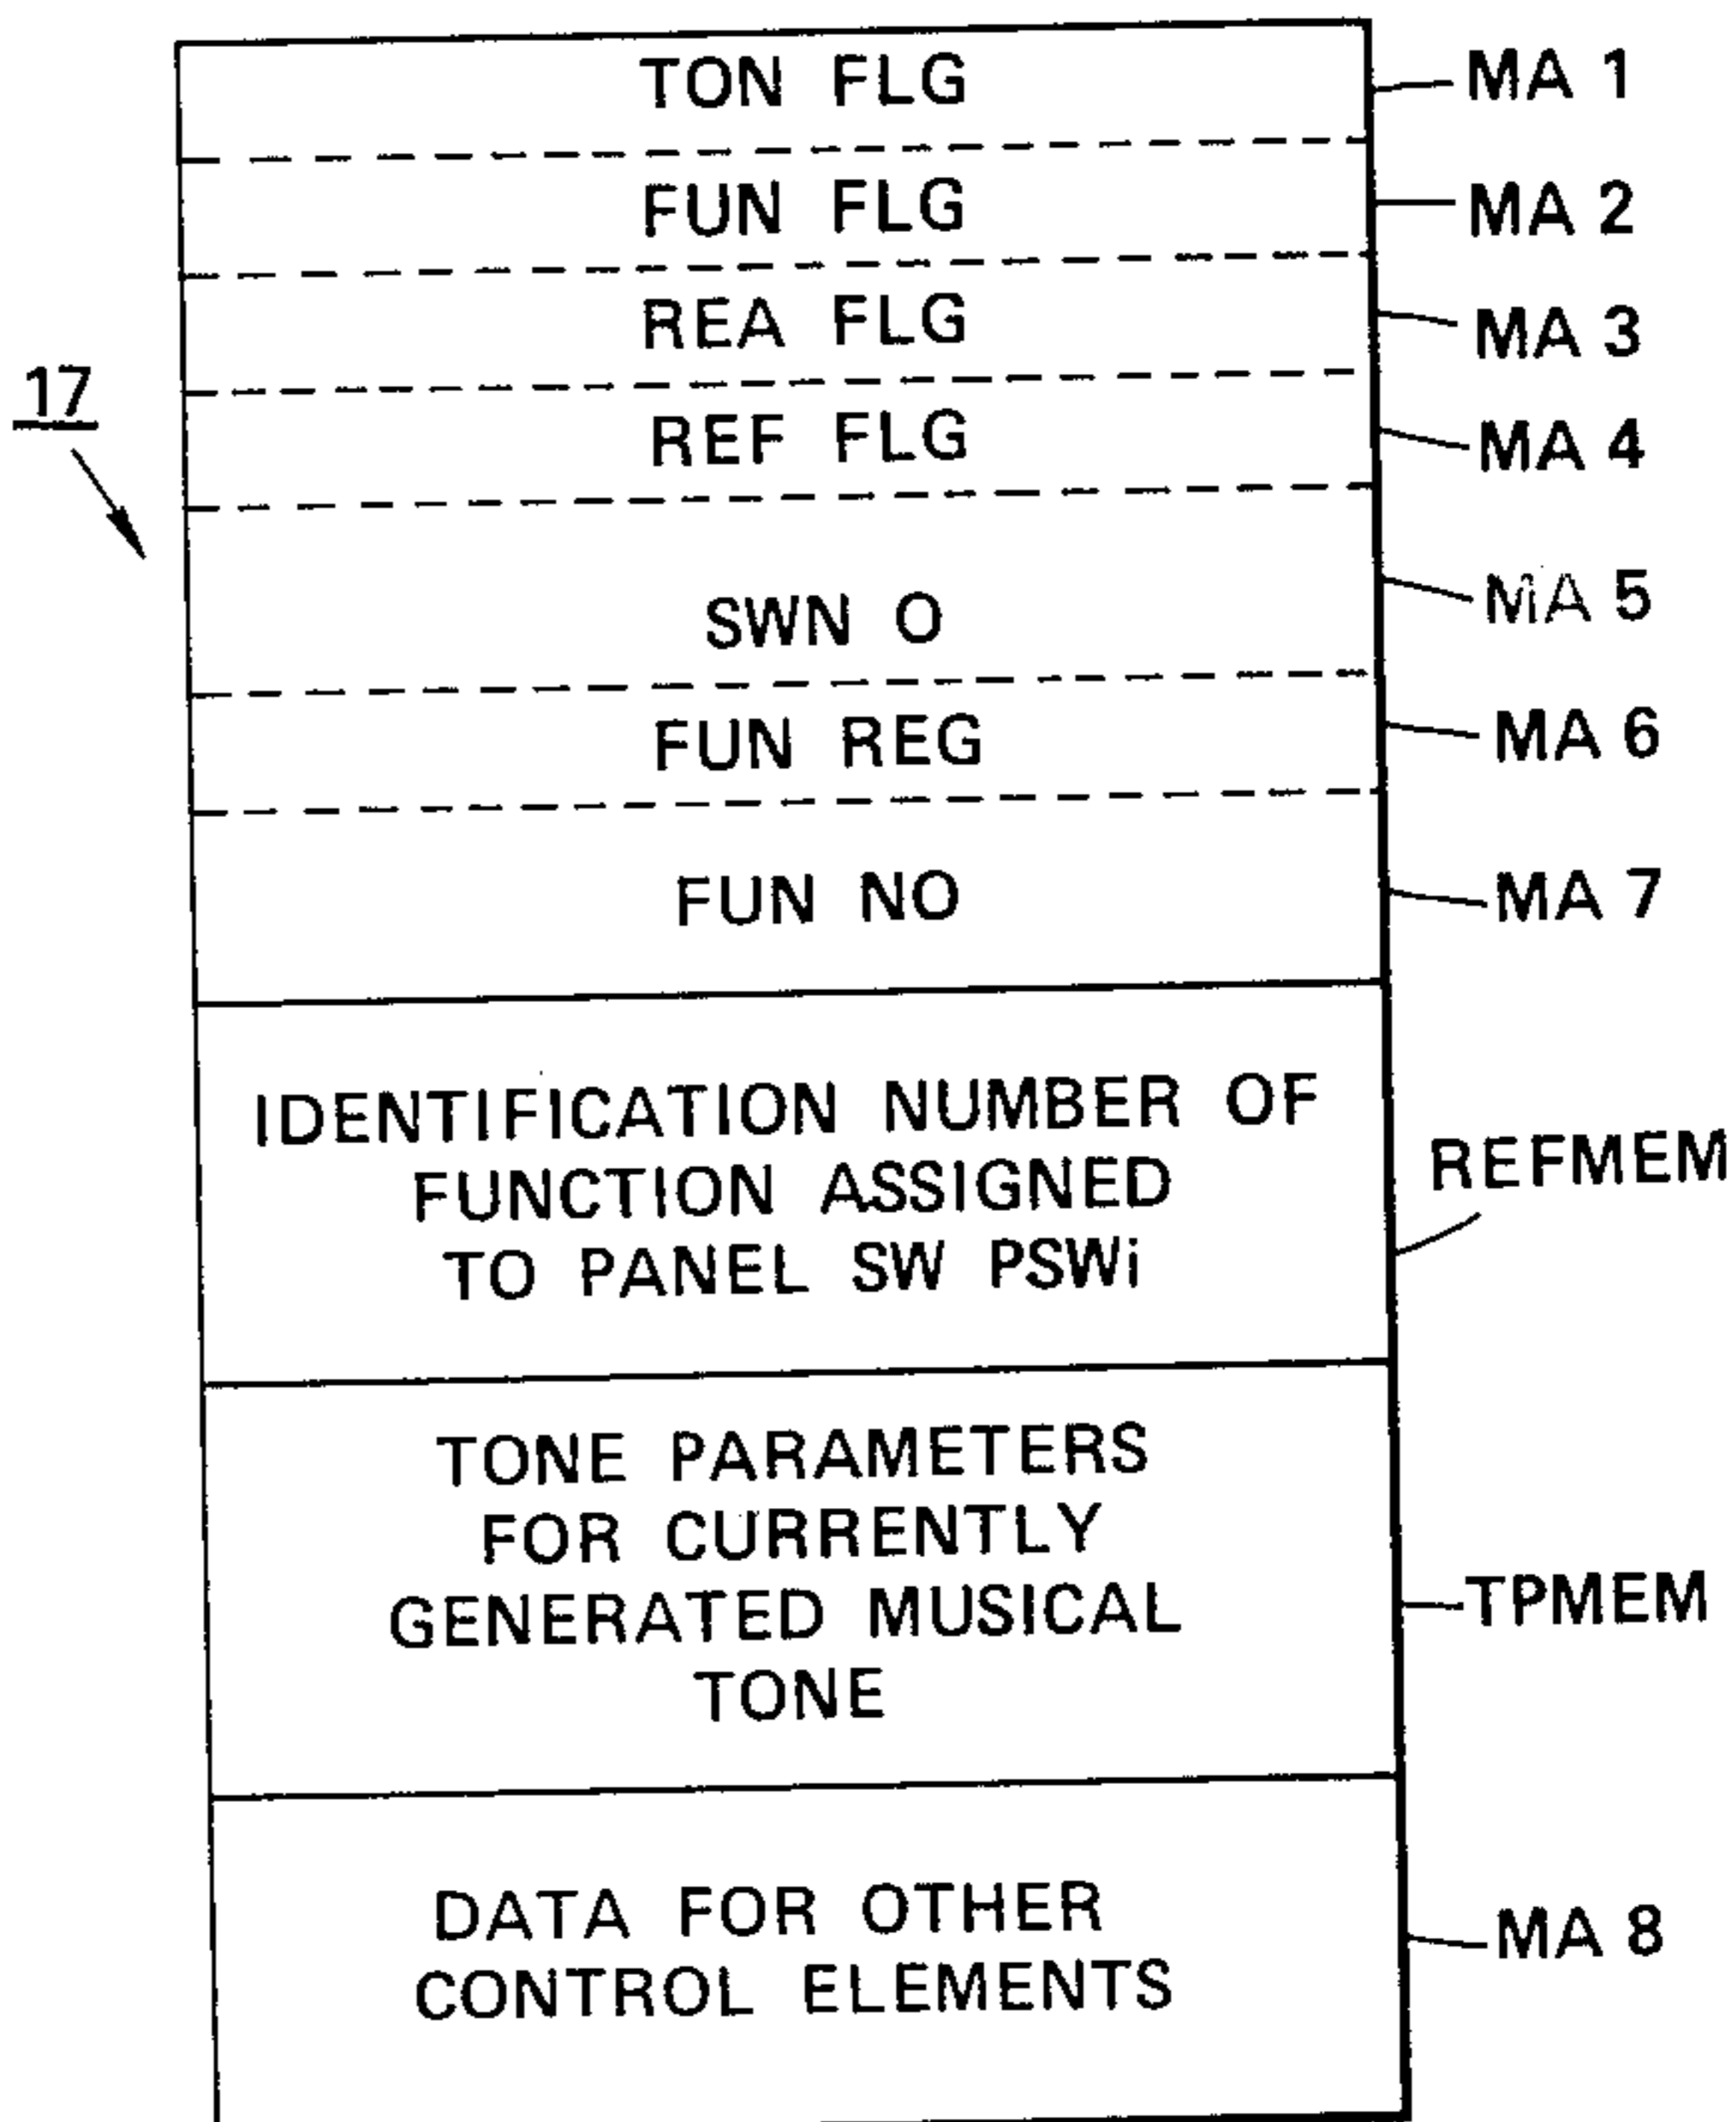 TON FLG MA 1
FUN FLG MA 2
REA FLG MA 3
17
REF FLG MA 4
SWN O MA 5
FUN REG MA 6
FUN NO MA 7
IDENTIFICATION NUMBER OF
FUNCTION ASSIGNED
TO PANEL SW PSWi
REFMEM
TONE PARAMETERS
FOR CURRENTLY
GENERATED MUSICAL
TONE
TPMEM
DATA FOR OTHER
CONTROL ELEMENTS
MA 8